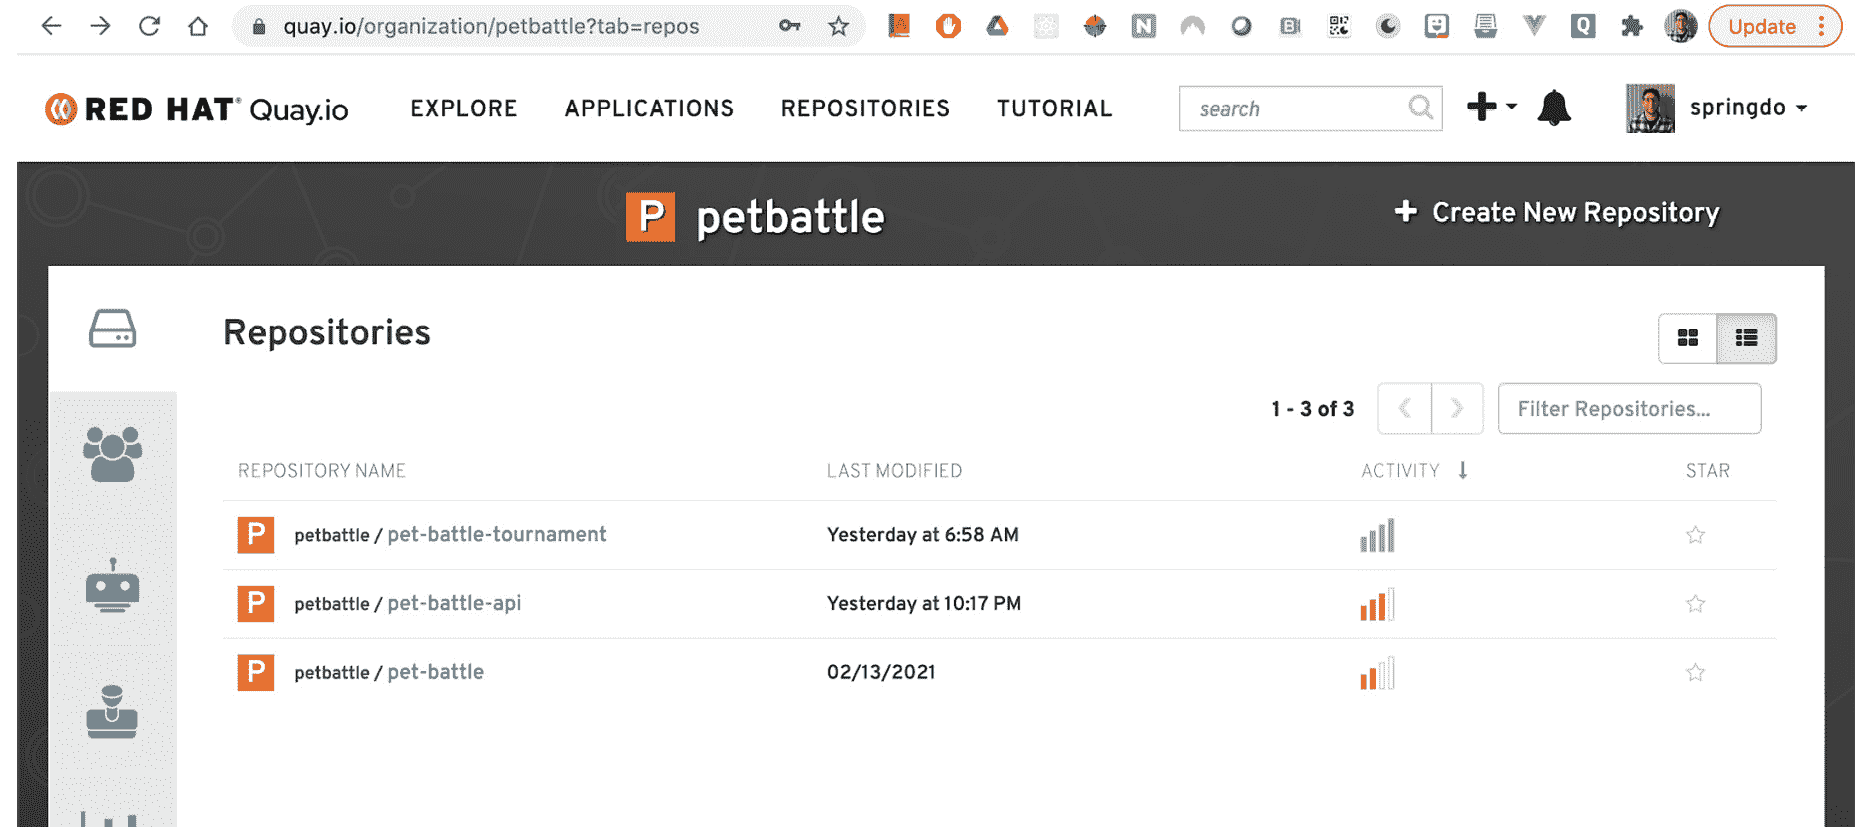 quay.io/organization/petbattle?tab=repos
Update
RED HAT® Quay.io EXPLORE APPLICATIONS REPOSITORIES TUTORIAL search springdo
P petbattle + Create New Repository
Repositories
1 - 3 of 3 Filter Repositories...
REPOSITORY NAME LAST MODIFIED ACTIVITY STAR
P petbattle / pet-battle-tournament Yesterday at 6:58 AM
P petbattle / pet-battle-api Yesterday at 10:17 PM
P petbattle / pet-battle 02/13/2021